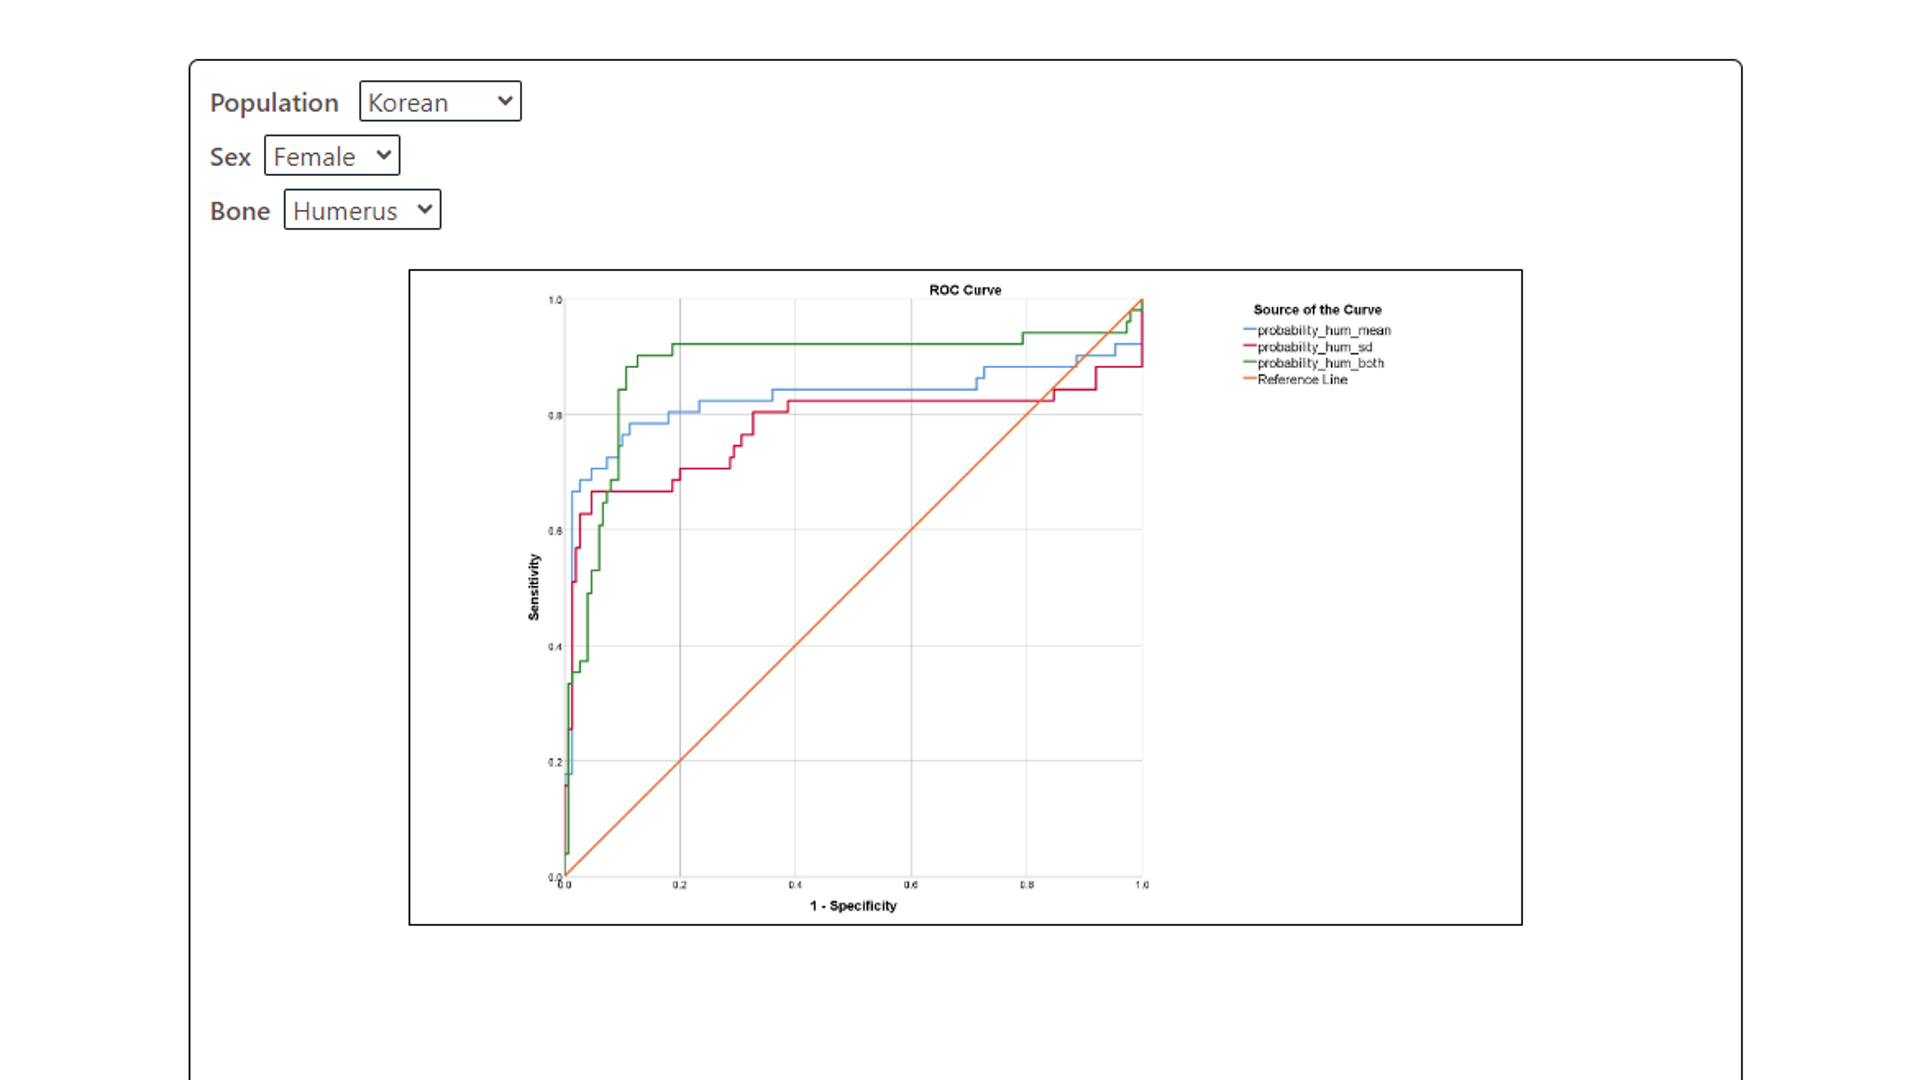 Population Korean
Sex Female
Bone Humerus
ROC Curve
Source of the Curve
probability_hum_mean
probability_hum_sd
probability_hum_both
Reference Line
1.0
0.8
0.6
0.4
0.2
0.0
Sensitivity
0.0 0.2 0.4 0.6 0.8 1.0
1 - Specificity